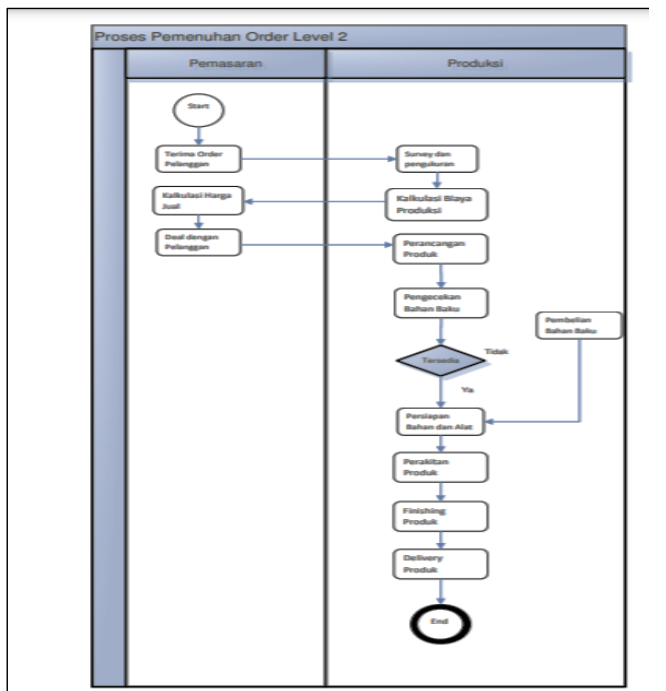 Proses Pemenuhan Order Level 2
Pemasaran
Produksi
Start
Terima Order
Pelanggan
Survey dan
pengukuran
Kalkulasi Harga
Jual
Kalkulasi Biaya
Produksi
Deal dengan
Pelanggan
Perancangan
Produk
Pengecekan
Bahan Baku
Pembelian
Bahan Baku
Tersedia
Tidak
Ya
Persiapan
Bahan dan Alat
Perakitan
Produk
Finishing
Produk
Delivery
Produk
End